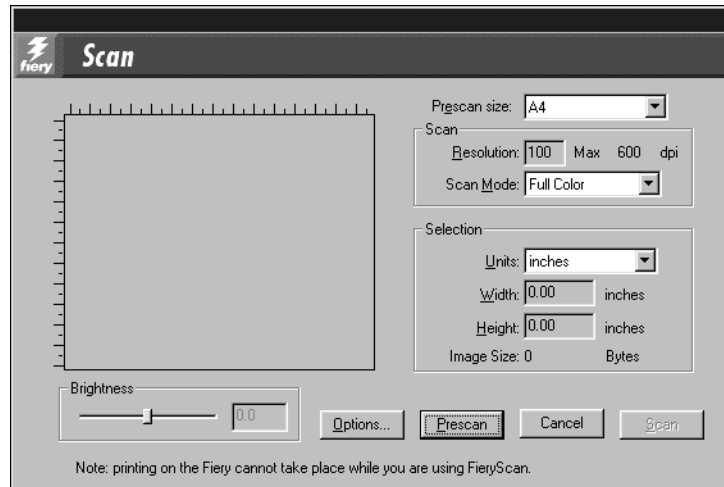 fiery
Scan
Prescan size: A4
Scan
Resolution: 100 Max 600 dpi
Scan Mode: Full Color
Selection
Units: inches
Width: 0.00 inches
Height: 0.00 inches
Image Size: 0 Bytes
Brightness
0.0
Options... Prescan Cancel Scan
Note: printing on the Fiery cannot take place while you are using FieryScan.